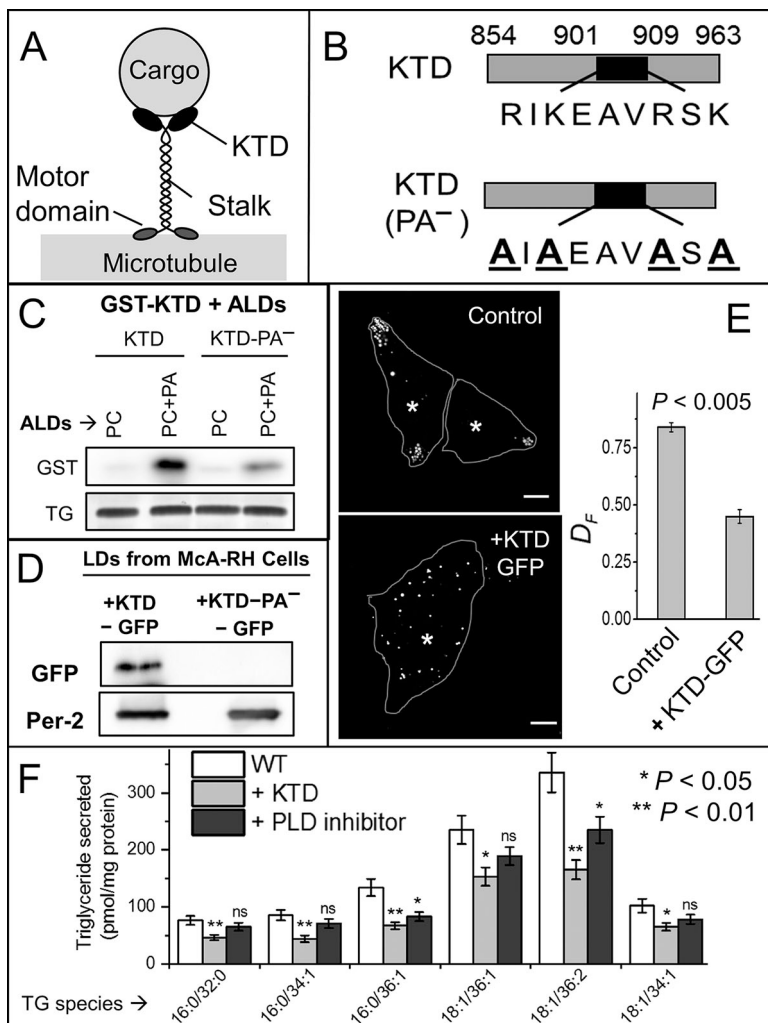 A
Cargo
KTD
Motor
domain
Stalk
Microtubule
B
854 901 909 963
KTD
RIKEAVRSK
KTD
(PA⁻)
AIAEAVASA
C
GST-KTD + ALDs
KTD KTD-PA⁻
ALDs → PC PC+PA PC PC+PA
GST
TG
D
LDs from McA-RH Cells
+KTD +KTD–PA⁻
– GFP – GFP
GFP
Per-2
Control
*
*
+KTD
GFP
*
E
P < 0.005
0.75
0.50
0.25
0.00
D_F
Control
+ KTD-GFP
F
WT
+ KTD
+ PLD inhibitor
* P < 0.05
** P < 0.01
Triglyceride secreted
(pmol/mg protein)
300
200
100
0
** ns
** ns
** *
* ns
** *
* ns
16:0/32:0 16:0/34:1 16:0/36:1 18:1/36:1 18:1/36:2 18:1/34:1
TG species →